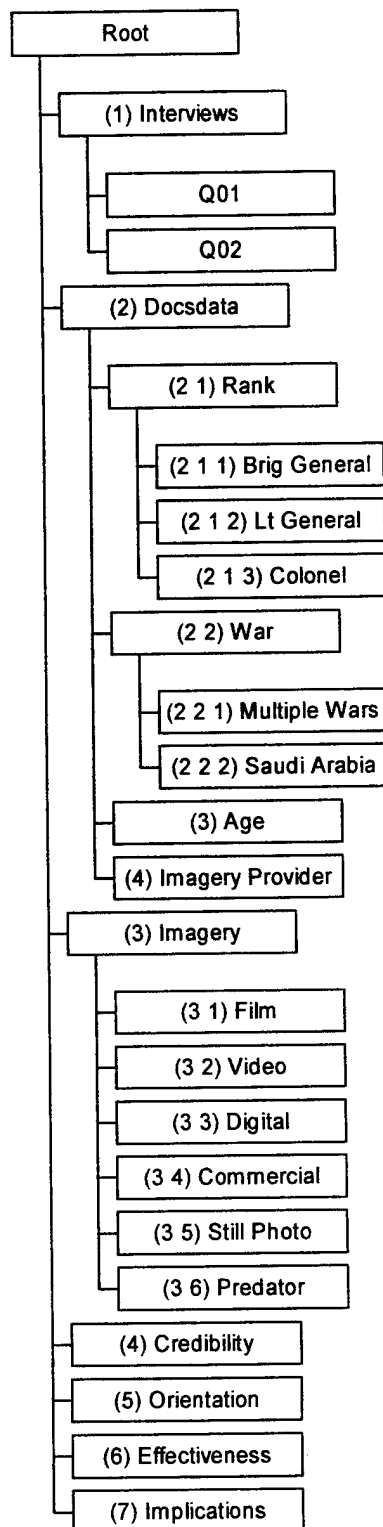 Root
(1) Interviews
Q01
Q02
(2) Docsdata
(2 1) Rank
(2 1 1) Brig General
(2 1 2) Lt General
(2 1 3) Colonel
(2 2) War
(2 2 1) Multiple Wars
(2 2 2) Saudi Arabia
(3) Age
(4) Imagery Provider
(3) Imagery
(3 1) Film
(3 2) Video
(3 3) Digital
(3 4) Commercial
(3 5) Still Photo
(3 6) Predator
(4) Credibility
(5) Orientation
(6) Effectiveness
(7) Implications